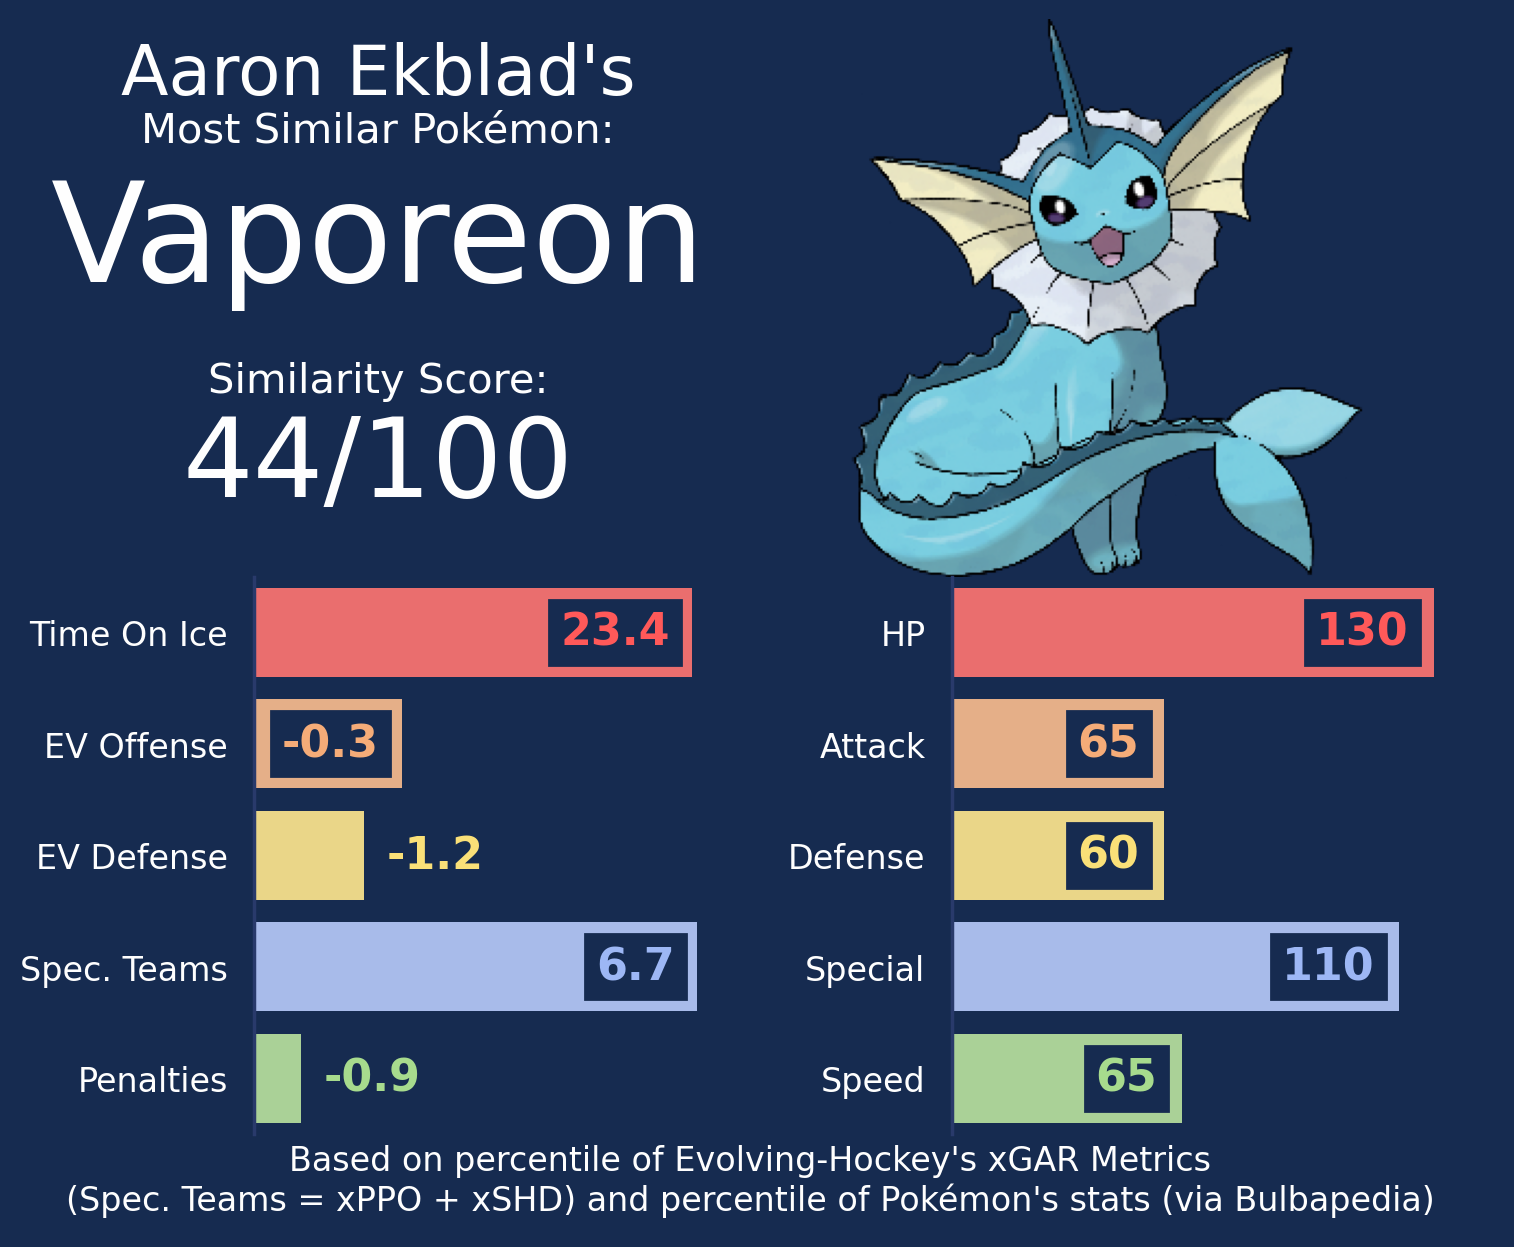 Aaron Ekblad's
Most Similar Pokémon:
Vaporeon
Similarity Score:
44/100
Time On Ice 23.4
EV Offense -0.3
EV Defense -1.2
Spec. Teams 6.7
Penalties -0.9
HP 130
Attack 65
Defense 60
Special 110
Speed 65
Based on percentile of Evolving-Hockey's xGAR Metrics
(Spec. Teams = xPPO + xSHD) and percentile of Pokémon's stats (via Bulbapedia)